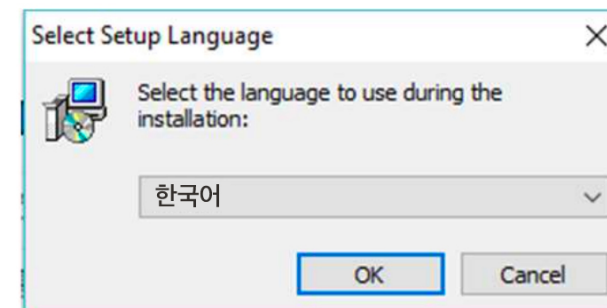 Select Setup Language
Select the language to use during the
installation:
한국어
OK
Cancel